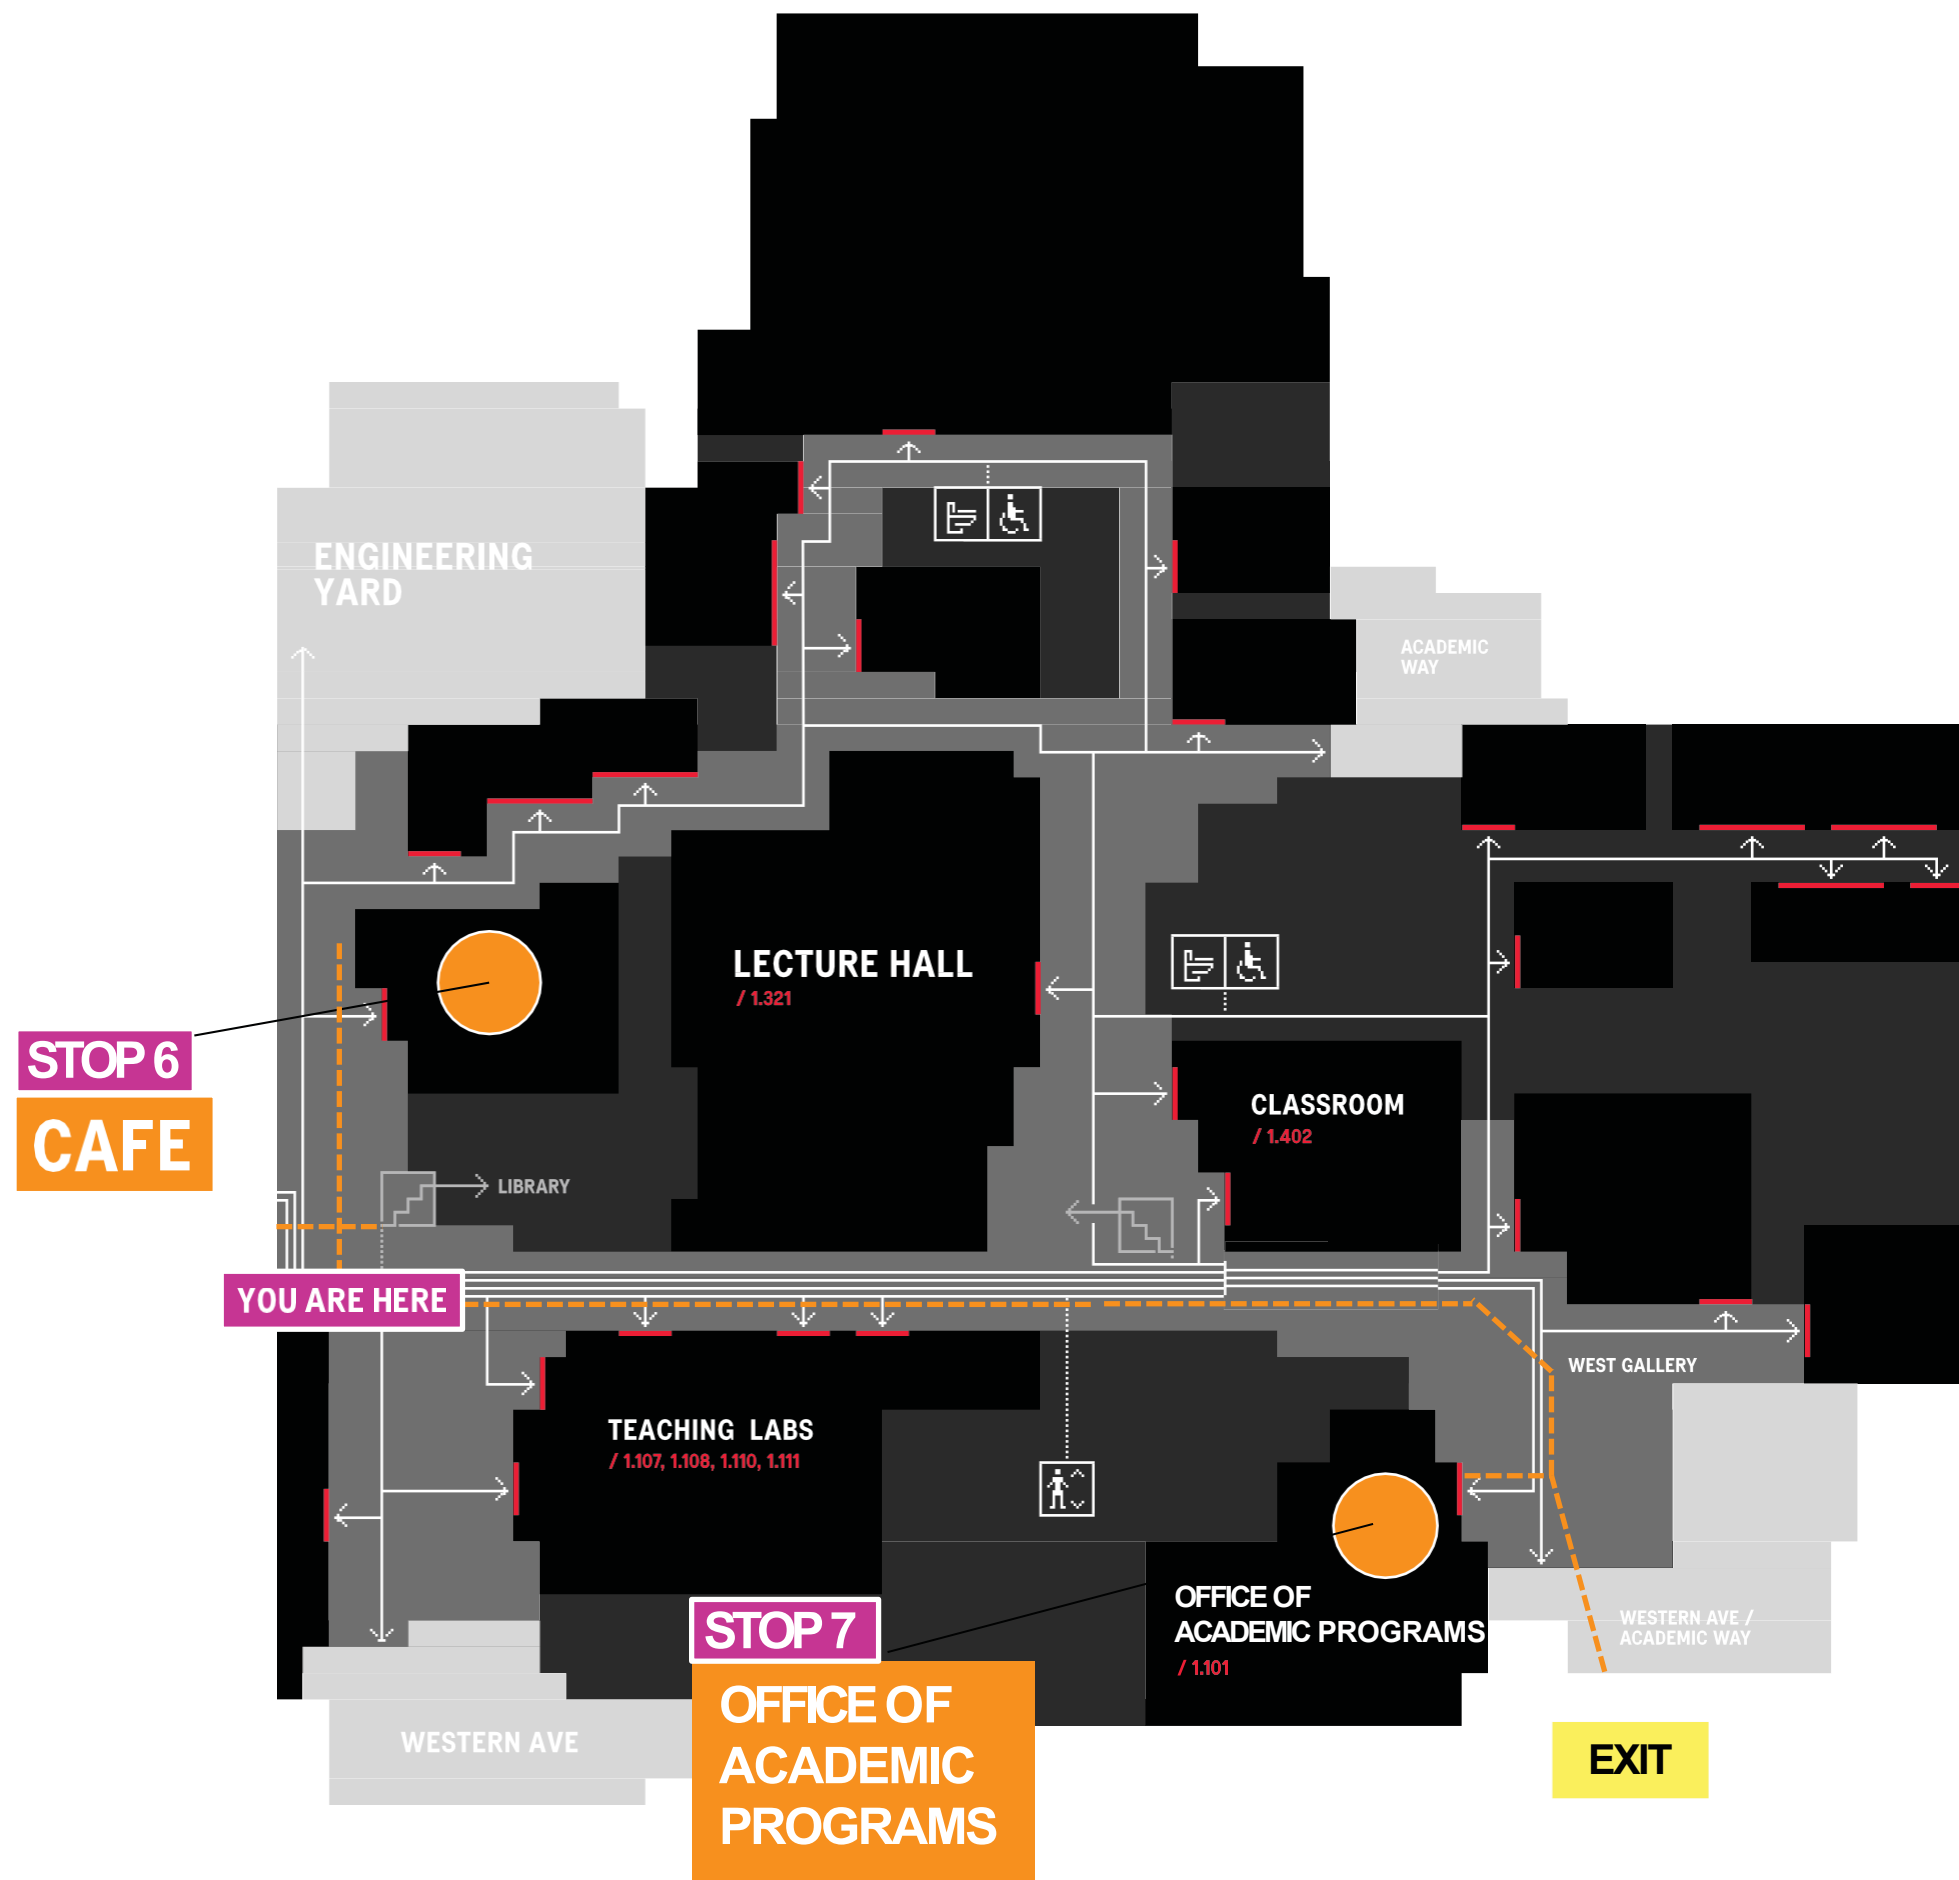 ENGINEERING
YARD
ACADEMIC
WAY
LECTURE HALL
/ 1.321
STOP 6
CAFE
CLASSROOM
/ 1.402
LIBRARY
YOU ARE HERE
WEST GALLERY
TEACHING LABS
/ 1.107, 1.108, 1.110, 1.111
OFFICE OF
ACADEMIC PROGRAMS
/ 1.101
WESTERN AVE /
ACADEMIC WAY
STOP 7
OFFICE OF
ACADEMIC
PROGRAMS
WESTERN AVE
EXIT